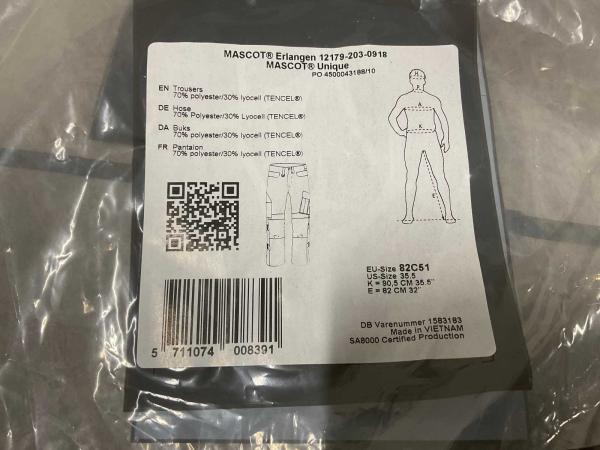 MASCOT® Erlangen 12179-203-0918
MASCOT® Unique
PO 4500043188/10
EN Trousers
70% polyester/30% lyocell (TENCEL®)
DE Hose
70% Polyester/30% Lyocell (TENCEL®)
DA Buks
70% polyester/30% lyocell (TENCEL®)
FR Pantalon
70% polyester/30% lyocell (TENCEL®)
H
F
A
K
E
EU-Size 82C51
US-Size 35.5
K = 90,5 CM 35.5"
E = 82 CM 32"
DB Varenummer 1583183
Made in VIETNAM
SA8000 Certified Production
5 711074 008391